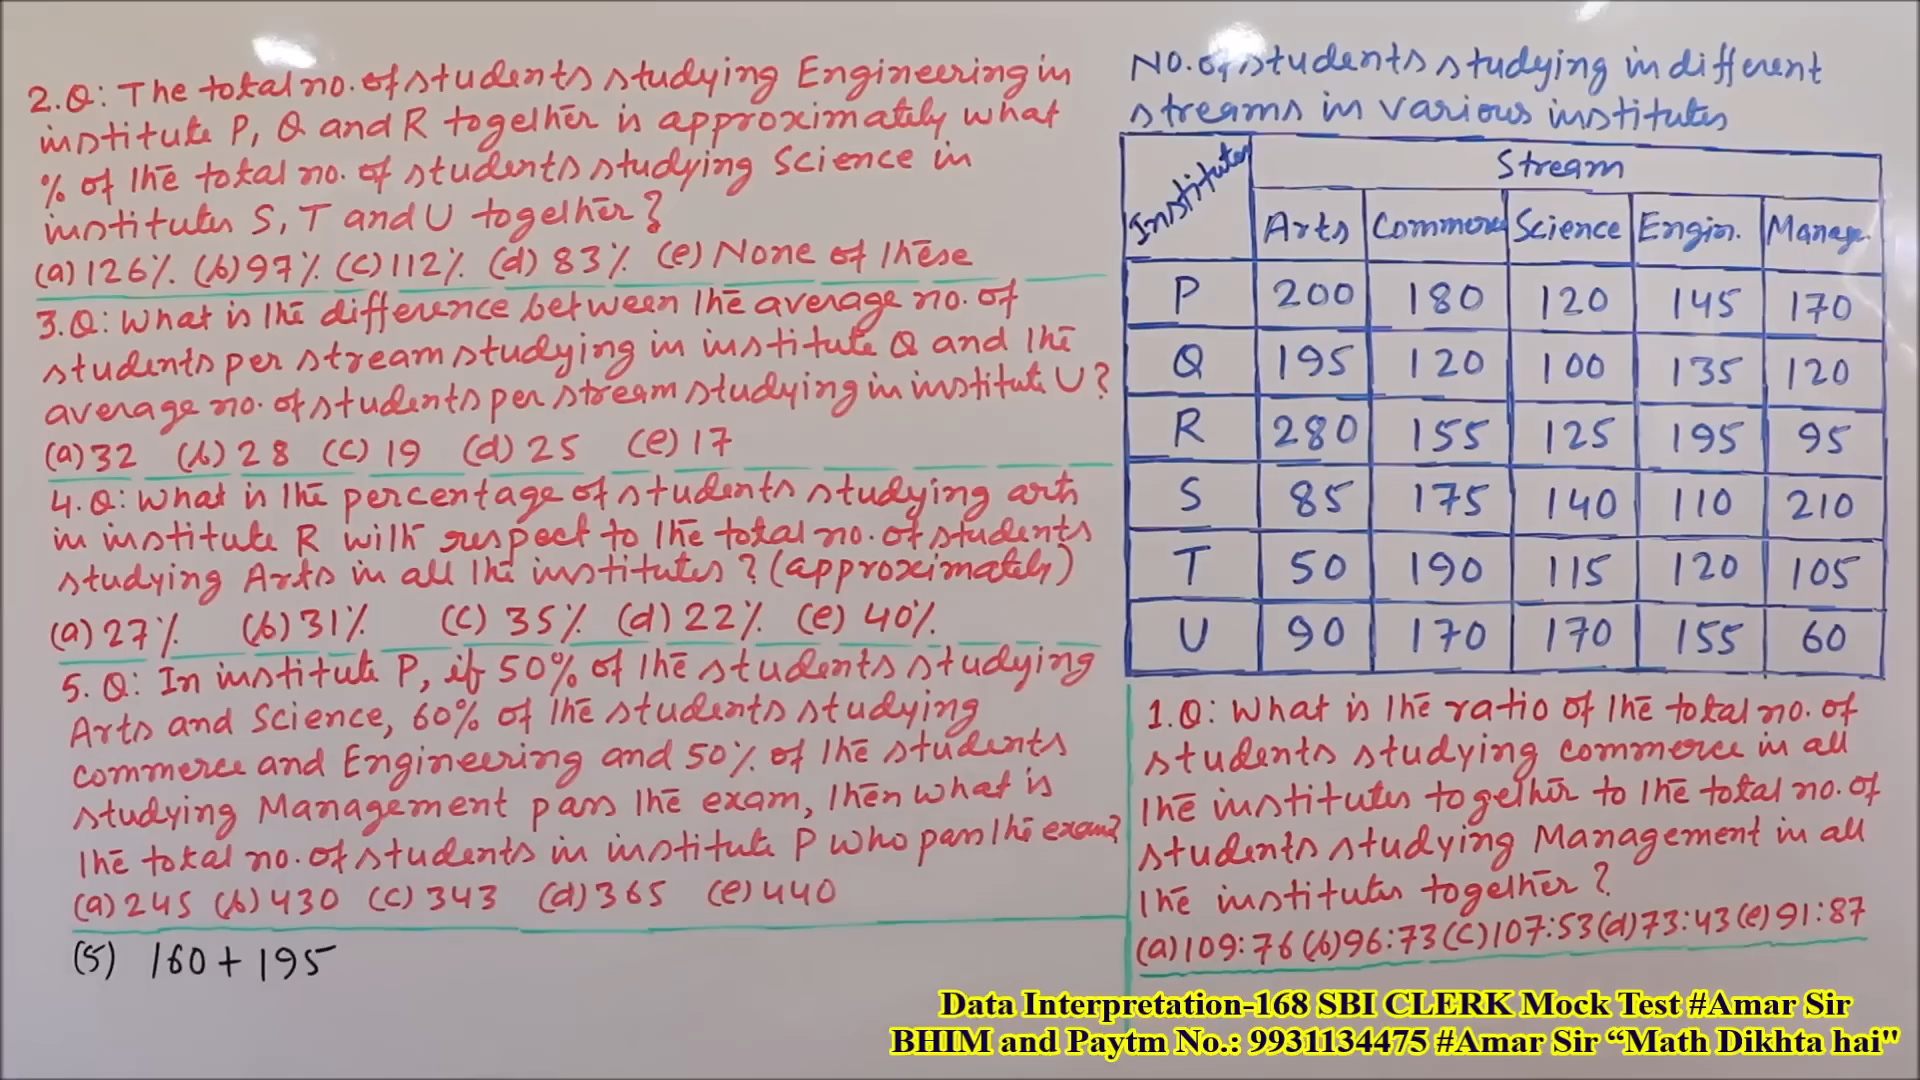 2.Q: The total no. of students studying Engineering in
institute P, Q and R together is approximately what
% of the total no. of students studying Science in
institutes S, T and U together?
(a) 126% (b) 97% (c) 112% (d) 83% (e) None of these
3.Q: What is the difference between the average no. of
students per stream studying in institute Q and the
average no. of students per stream studying in institute U?
(a) 32 (b) 28 (c) 19 (d) 25 (e) 17
4.Q: What is the percentage of students studying arts
in institute R with respect to the total no. of students
studying Arts in all the institutes? (approximately)
(a) 27% (b) 31% (c) 35% (d) 22% (e) 40%
5.Q: In institute P, if 50% of the students studying
Arts and Science, 60% of the students studying
commerce and Engineering and 50% of the students
studying Management pass the exam, then what is
the total no. of students in institute P who pass the exam?
(a) 245 (b) 430 (c) 343 (d) 365 (e) 440
(5) 160 + 195
No. of students studying in different
streams in various institutes
Institutes Stream
Arts Commerce Science Engin. Manage.
P 200 180 120 145 170
Q 195 120 100 135 120
R 280 155 125 195 95
S 85 175 140 110 210
T 50 190 115 120 105
U 90 170 170 155 60
1.Q: What is the ratio of the total no. of
students studying commerce in all
the institutes together to the total no. of
students studying Management in all
the institutes together?
(a) 109:76 (b) 96:73 (c) 107:53 (d) 73:43 (e) 91:87
Data Interpretation-168 SBI CLERK Mock Test #Amar Sir
BHIM and Paytm No.: 9931134475 #Amar Sir “Math Dikhta hai"